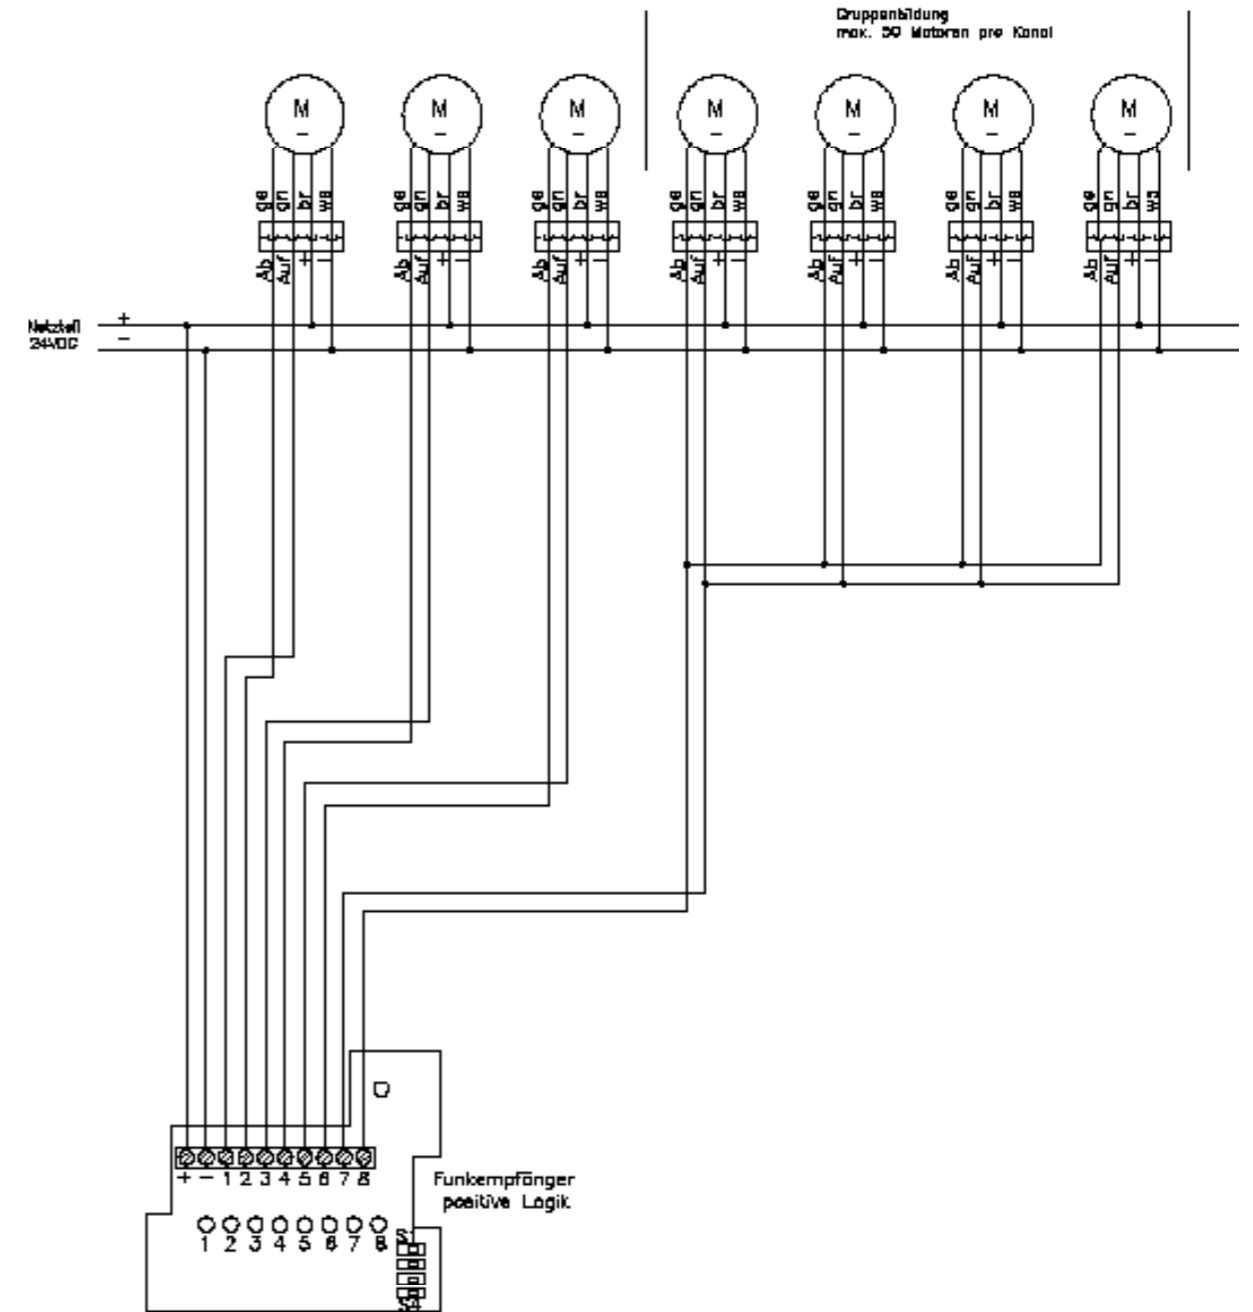 Gruppenbildung
max. 50 Motoren pro Kanal
M M M M M M M
– – – – – – –
ge gn br ws ge gn br ws ge gn br ws ge gn br ws ge gn br ws ge gn br ws ge gn br ws
Ab Auf + – Ab Auf + – Ab Auf + – Ab Auf + – Ab Auf + – Ab Auf + – Ab Auf + –
Netzteil +
24VDC –
+ – 1 2 3 4 5 6 7 8
Funkempfänger
positive Logik
1 2 3 4 5 6 7 8
S1
S4